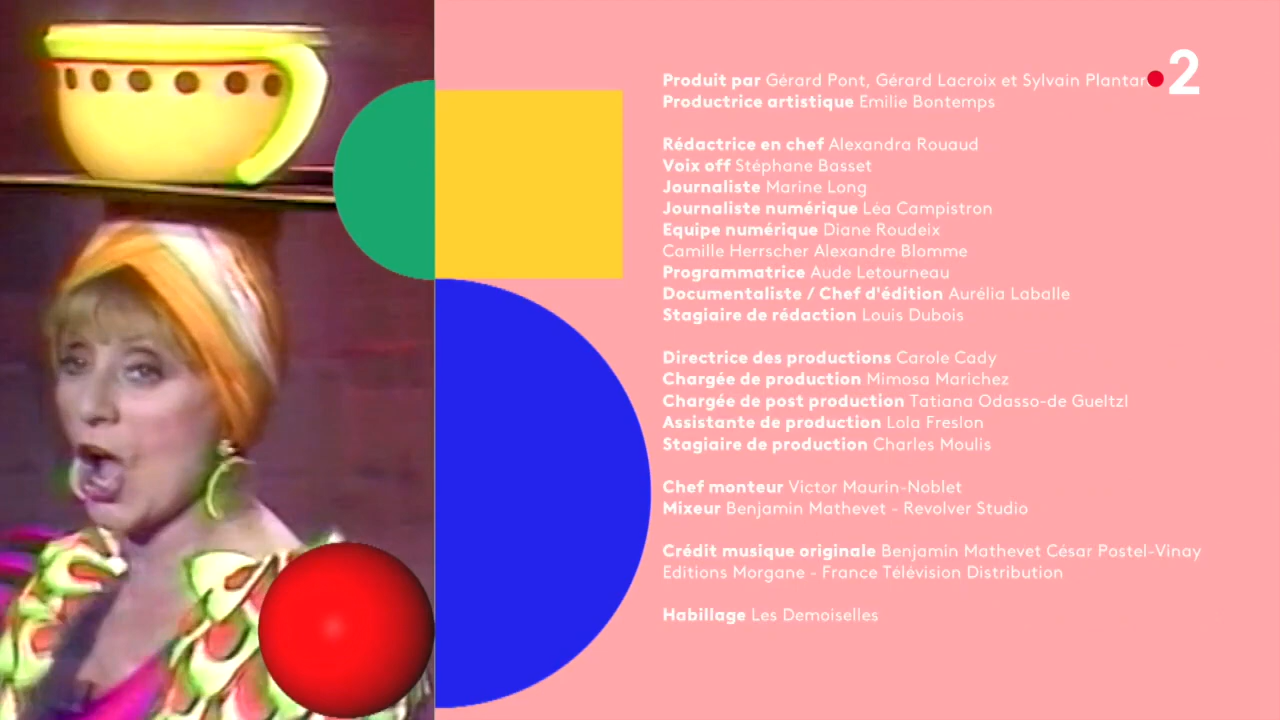 Produit par Gérard Pont, Gérard Lacroix et Sylvain Plantar
2
Productrice artistique Emilie Bontemps
Rédactrice en chef Alexandra Rouaud
Voix off Stéphane Basset
Journaliste Marine Long
Journaliste numérique Léa Campistron
Equipe numérique Diane Roudeix
Camille Herrscher Alexandre Blomme
Programmatrice Aude Letourneau
Documentaliste / Chef d'édition Aurélia Laballe
Stagiaire de rédaction Louis Dubois
Directrice des productions Carole Cady
Chargée de production Mimosa Marichez
Chargée de post production Tatiana Odasso-de Gueltzl
Assistante de production Lola Freslon
Stagiaire de production Charles Moulis
Chef monteur Victor Maurin-Noblet
Mixeur Benjamin Mathevet - Revolver Studio
Crédit musique originale Benjamin Mathevet César Postel-Vinay
Editions Morgane - France Télévision Distribution
Habillage Les Demoiselles